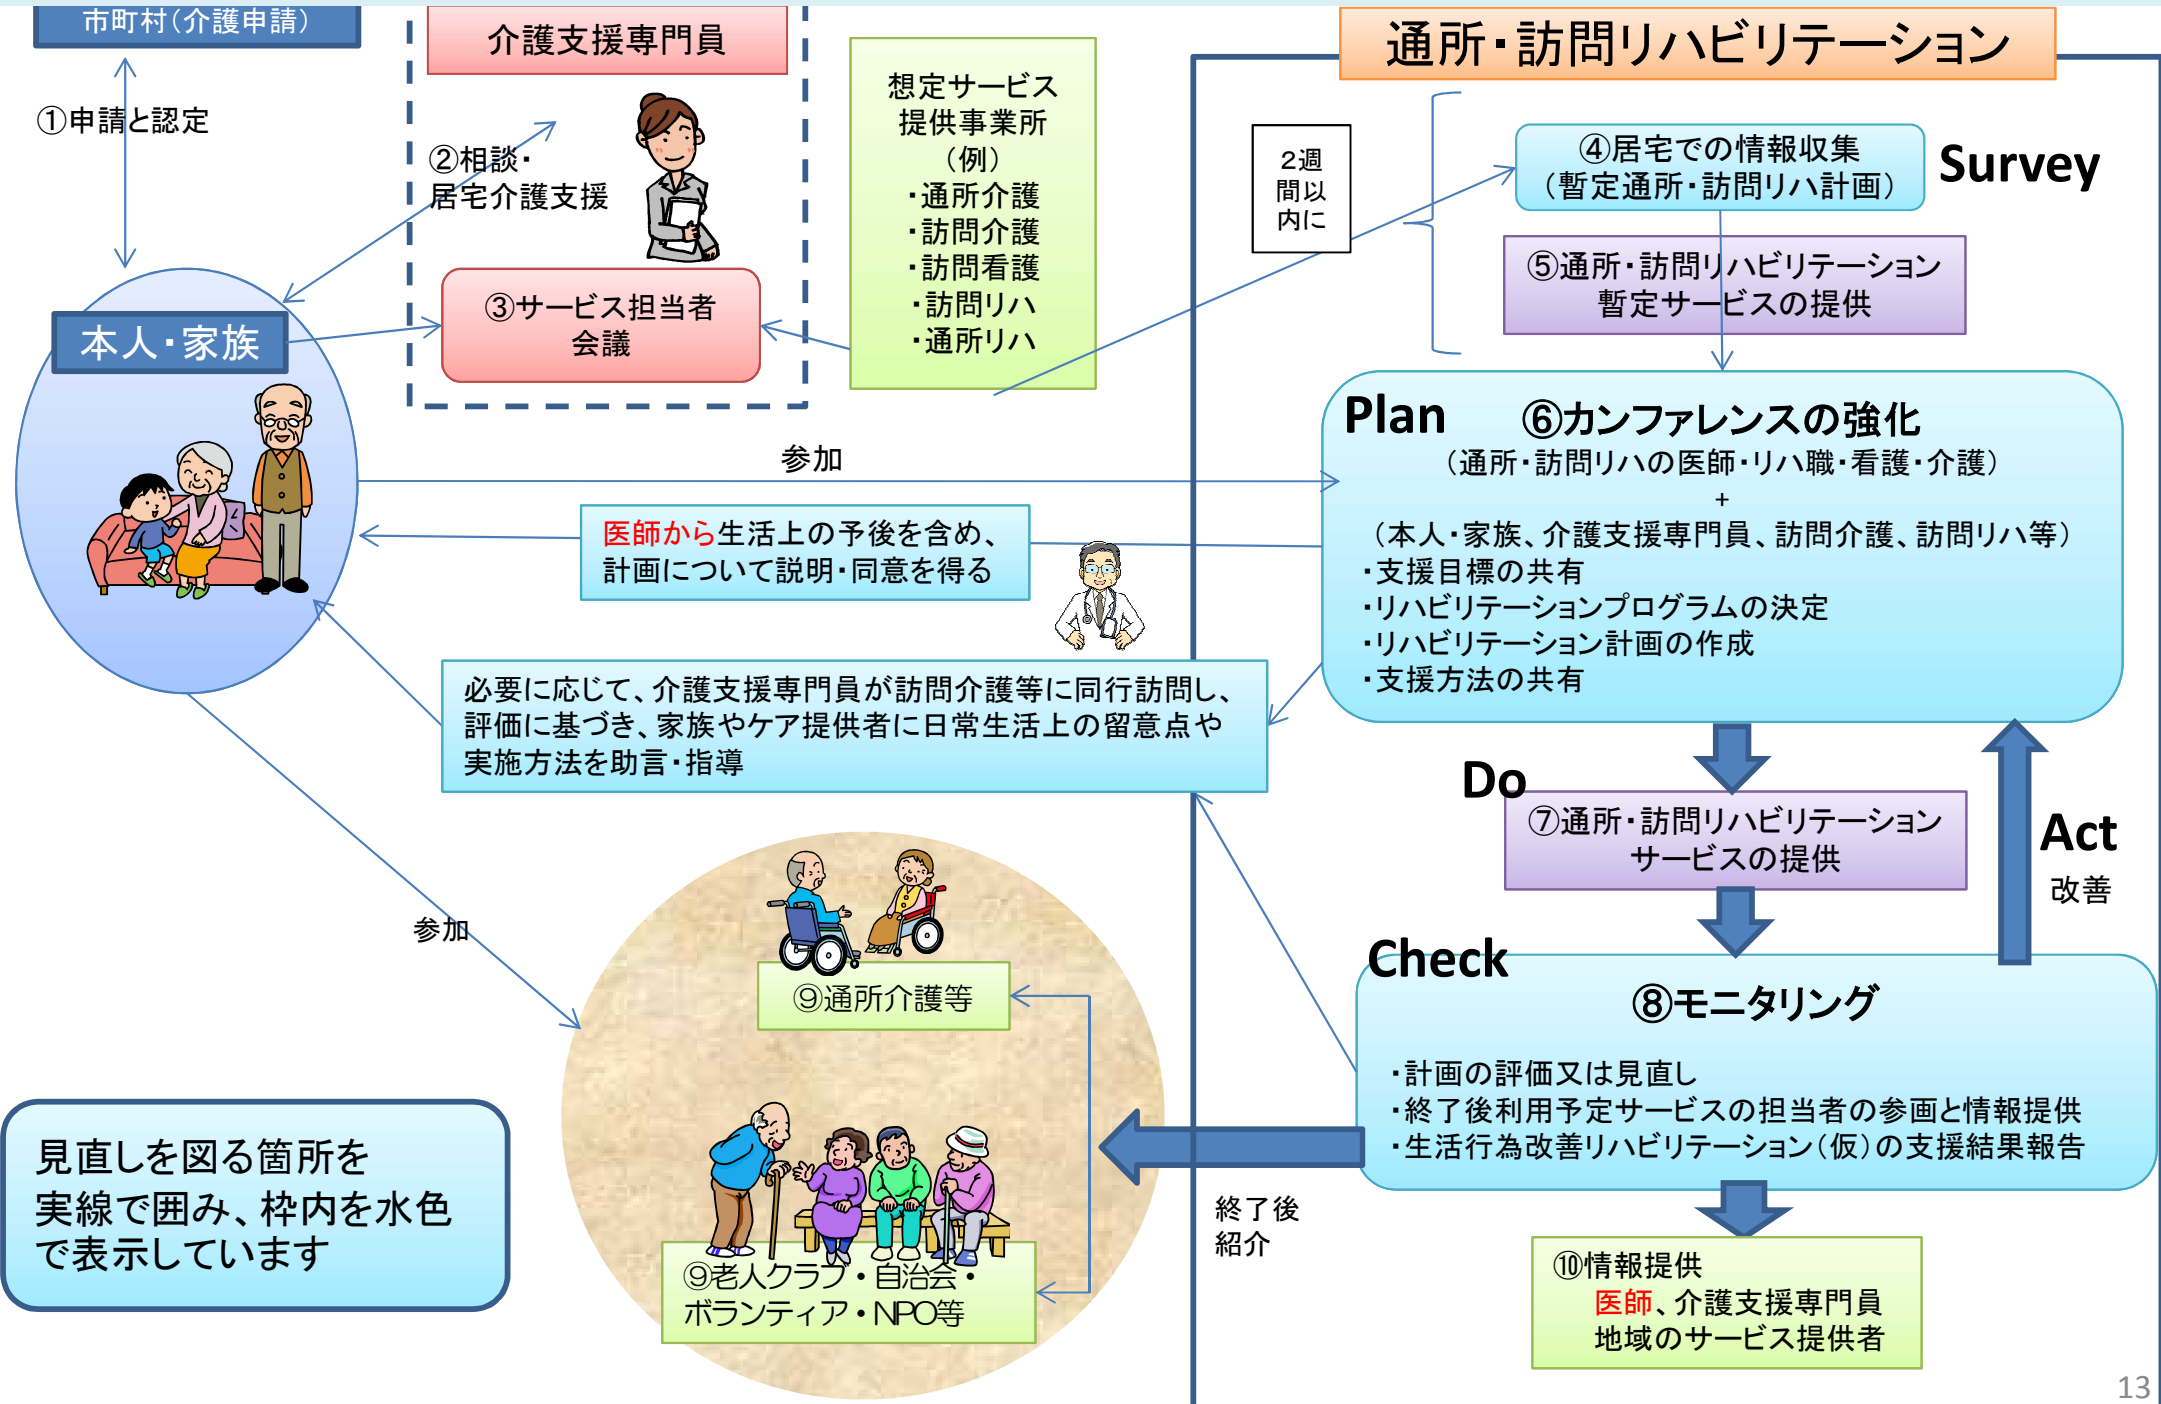 市町村（介護申請）
①申請と認定
本人・家族
介護支援専門員
②相談・
居宅介護支援
③サービス担当者
会議
想定サービス
提供事業所
（例）
・通所介護
・訪問介護
・訪問看護
・訪問リハ
・通所リハ
通所・訪問リハビリテーション
2週
間以
内に
④居宅での情報収集
（暫定通所・訪問リハ計画）
Survey
⑤通所・訪問リハビリテーション
暫定サービスの提供
Plan
⑥カンファレンスの強化
（通所・訪問リハの医師・リハ職・看護・介護）
+
（本人・家族、介護支援専門員、訪問介護、訪問リハ等）
・支援目標の共有
・リハビリテーションプログラムの決定
・リハビリテーション計画の作成
・支援方法の共有
参加
医師から生活上の予後を含め、
計画について説明・同意を得る
必要に応じて、介護支援専門員が訪問介護等に同行訪問し、
評価に基づき、家族やケア提供者に日常生活上の留意点や
実施方法を助言・指導
Do
⑦通所・訪問リハビリテーション
サービスの提供
Act
改善
Check
⑧モニタリング
・計画の評価又は見直し
・終了後利用予定サービスの担当者の参画と情報提供
・生活行為改善リハビリテーション（仮）の支援結果報告
参加
⑨通所介護等
⑨老人クラブ・自治会・
ボランティア・NPO等
終了後
紹介
⑩情報提供
医師、介護支援専門員
地域のサービス提供者
見直しを図る箇所を
実線で囲み、枠内を水色
で表示しています
13